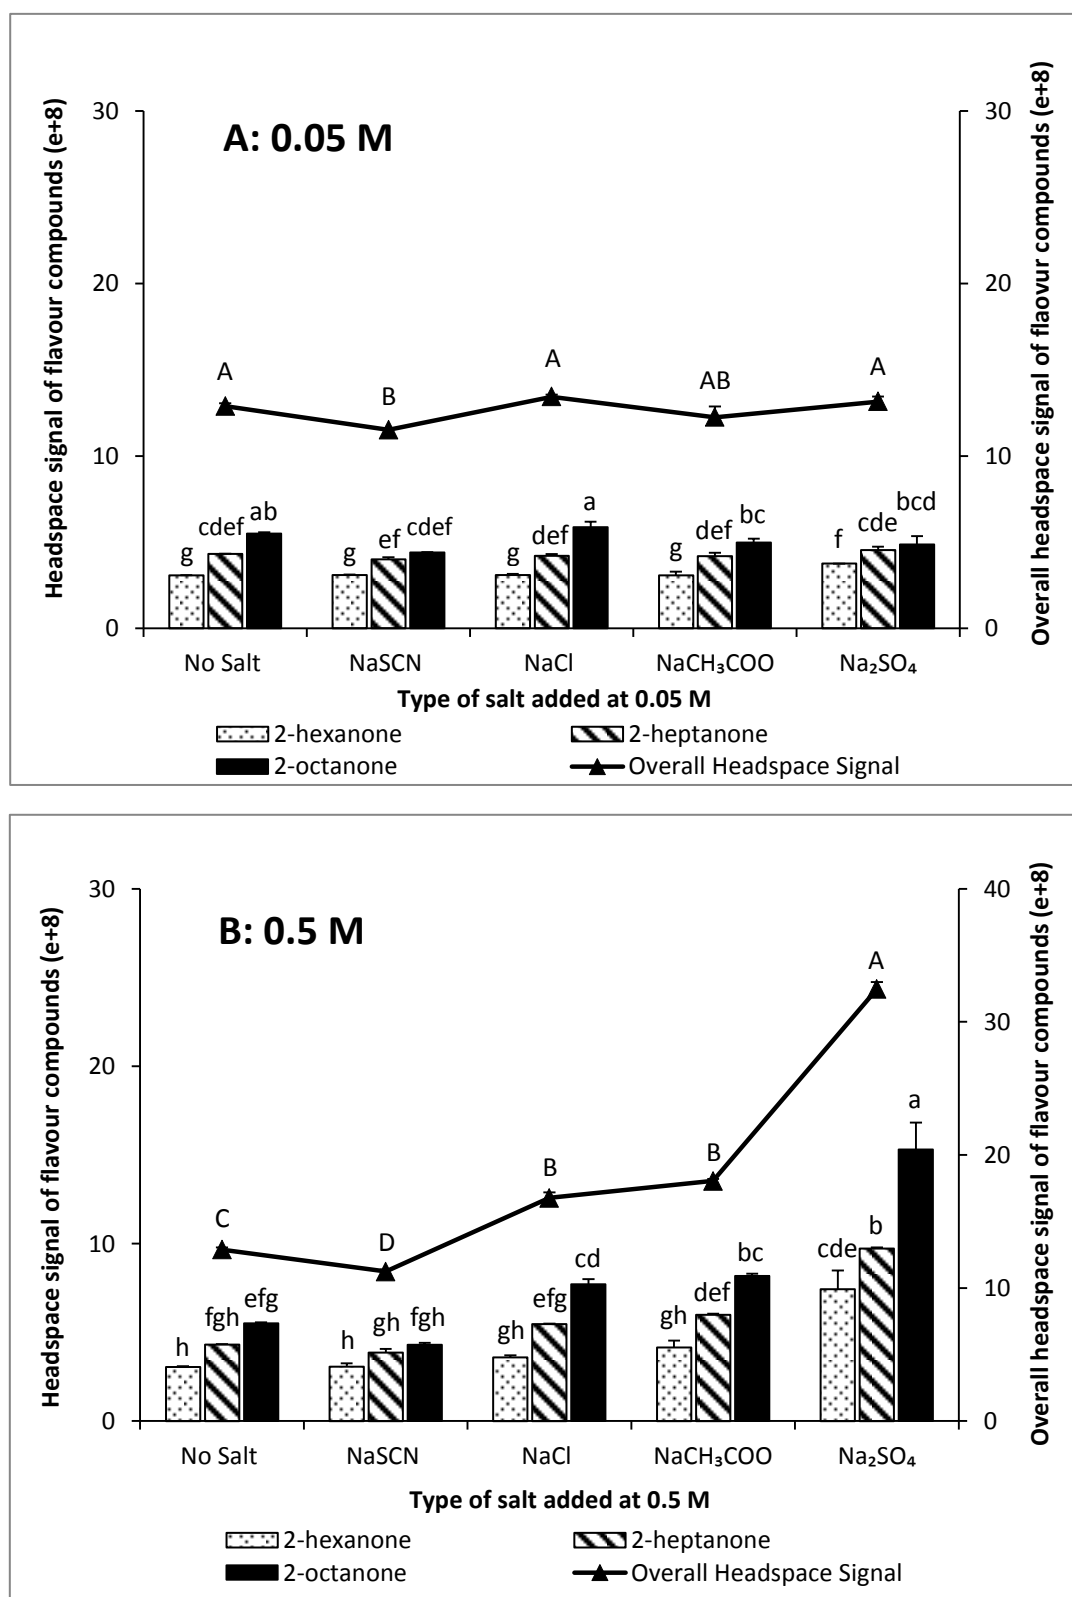 A: 0.05 M
Headspace signal of flavour compounds (e+8)
Overall headspace signal of flaovur compounds (e+8)
30
20
10
0
30
20
10
0
A
B
A
AB
A
g
cdef
ab
g
ef
cdef
g
def
a
g
def
bc
f
cde
bcd
No Salt
NaSCN
NaCl
NaCH₃COO
Na₂SO₄
Type of salt added at 0.05 M
2-hexanone
2-heptanone
2-octanone
Overall Headspace Signal
B: 0.5 M
Headspace signal of flavour compounds (e+8)
Overall headspace signal of flavour compounds (e+8)
30
20
10
0
40
30
20
10
0
C
D
B
B
A
h
fgh
efg
h
gh
fgh
gh
efg
cd
gh
def
bc
cde
b
a
No Salt
NaSCN
NaCl
NaCH₃COO
Na₂SO₄
Type of salt added at 0.5 M
2-hexanone
2-heptanone
2-octanone
Overall Headspace Signal